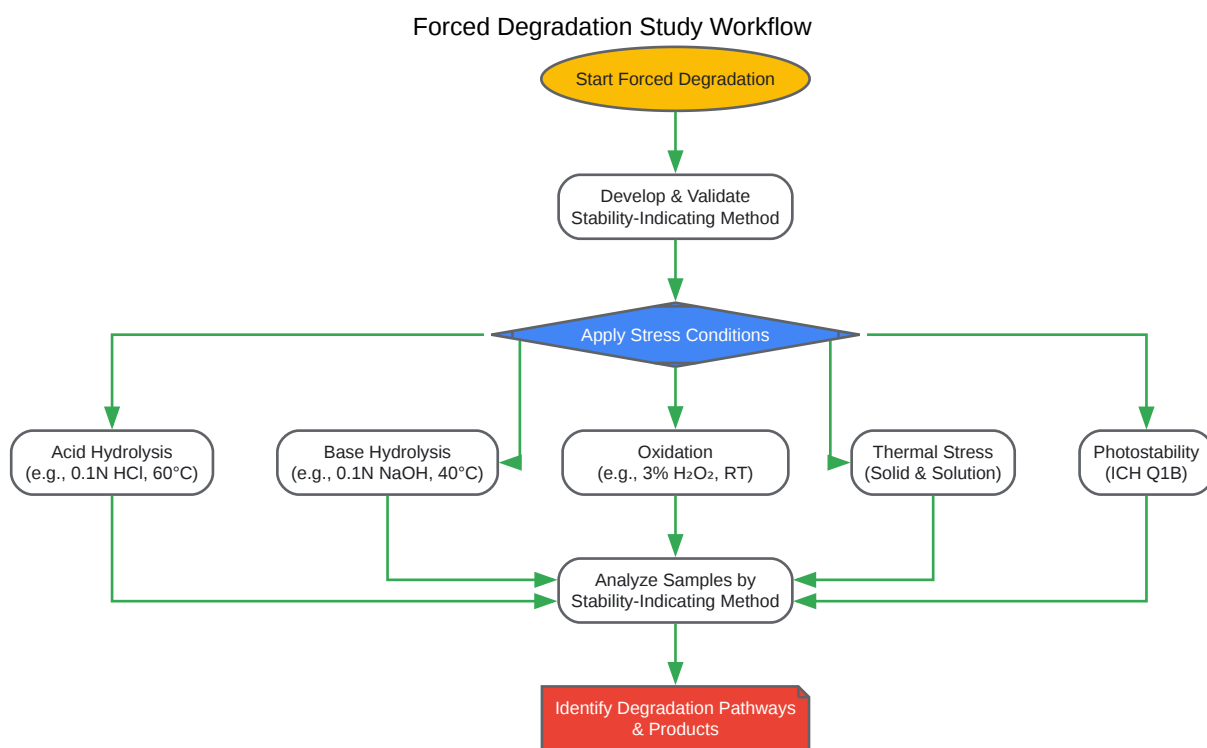 Forced Degradation Study Workflow
Start Forced Degradation
Develop & Validate
Stability-Indicating Method
Apply Stress Conditions
Acid Hydrolysis
(e.g., 0.1N HCl, 60°C)
Base Hydrolysis
(e.g., 0.1N NaOH, 40°C)
Oxidation
(e.g., 3% H₂O₂, RT)
Thermal Stress
(Solid & Solution)
Photostability
(ICH Q1B)
Analyze Samples by
Stability-Indicating Method
Identify Degradation Pathways
& Products